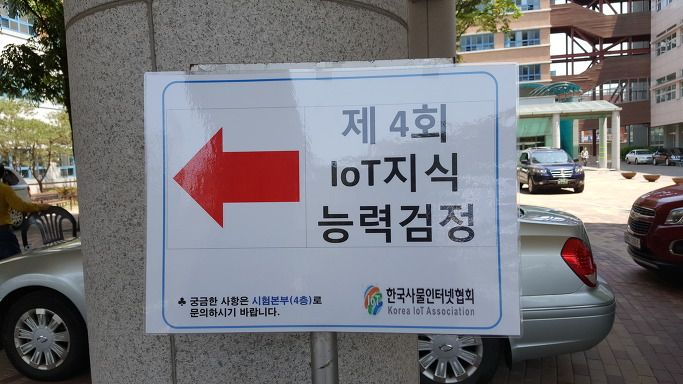 제 4회
IoT지식
능력검정
♣ 궁금한 사항은 시험본부(4층)로
문의하시기 바랍니다.
IoT 한국사물인터넷협회
Korea IoT Association